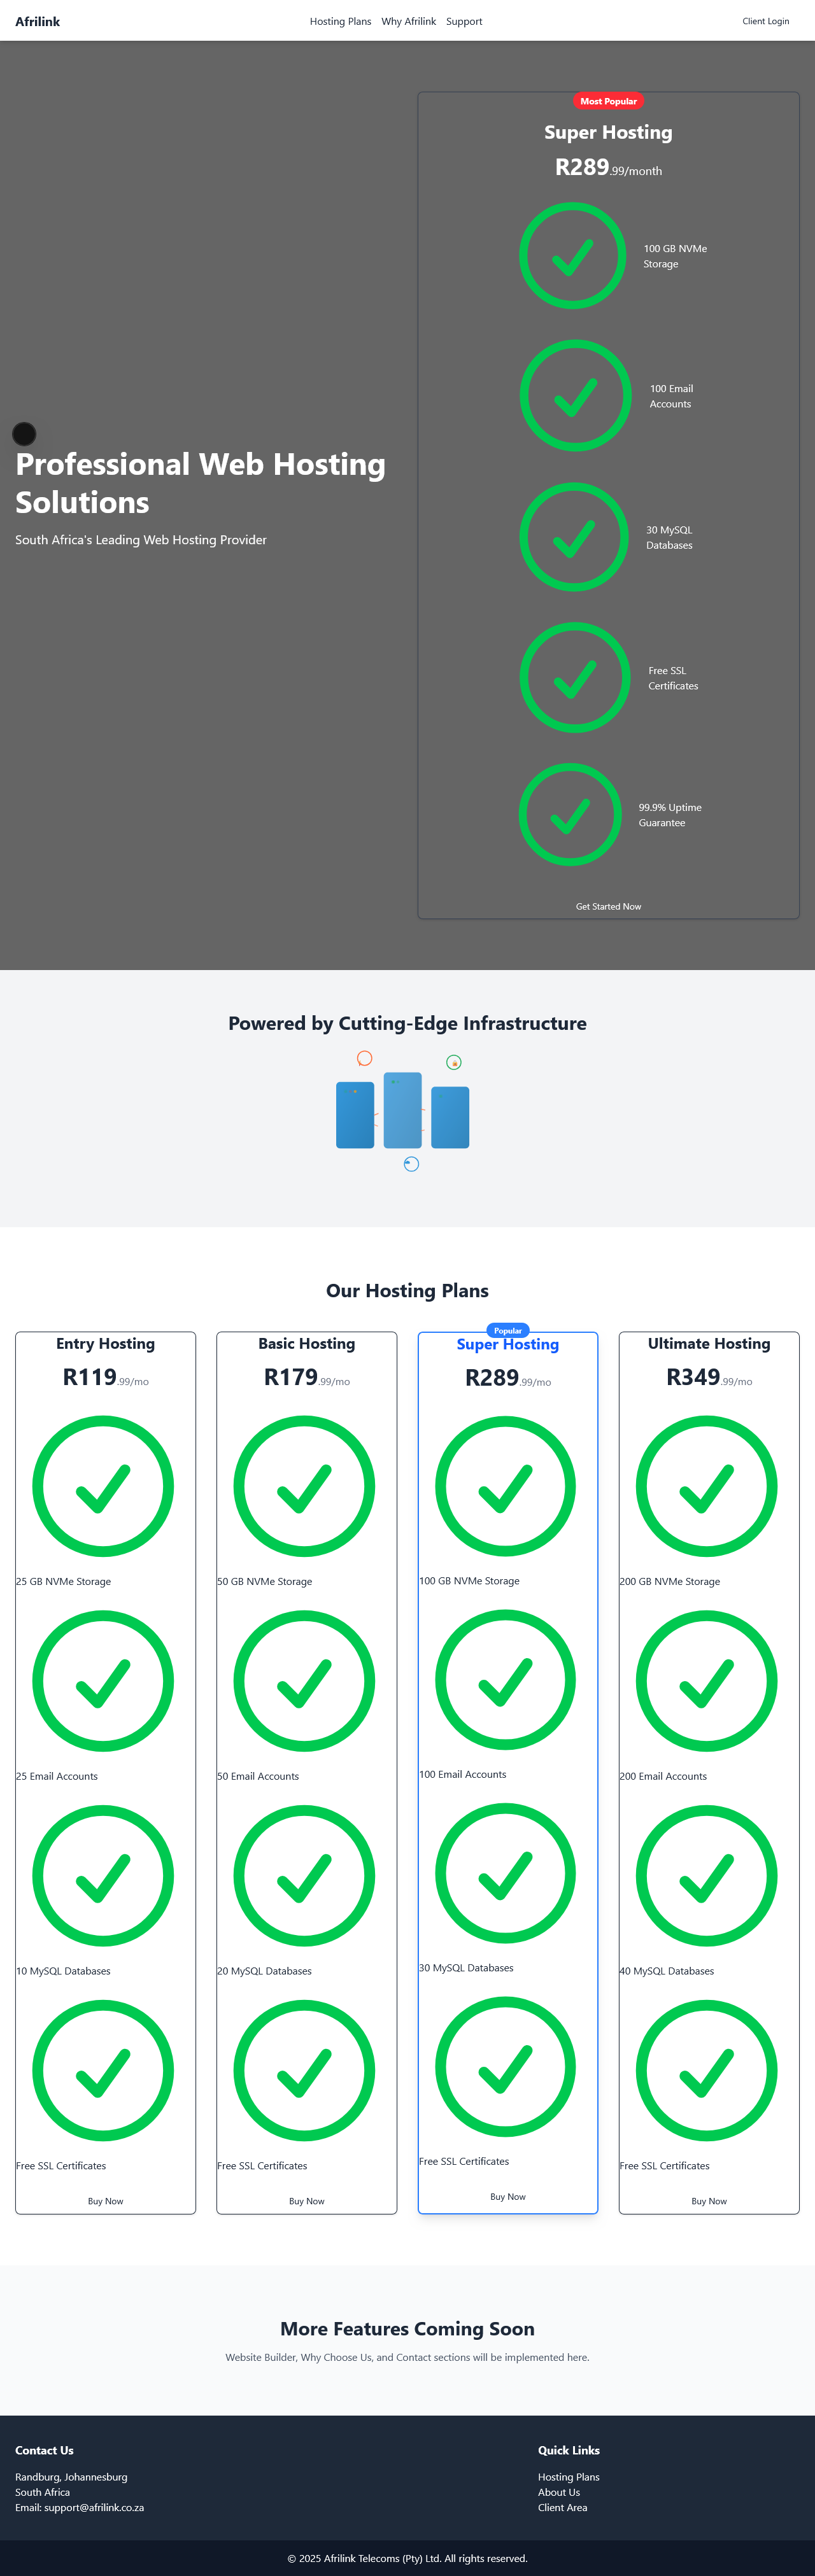 Afrilink
Hosting Plans Why Afrilink Support
Client Login
Professional Web Hosting
Solutions
South Africa's Leading Web Hosting Provider
Most Popular
Super Hosting
R289.99/month
100 GB NVMe
Storage
100 Email
Accounts
30 MySQL
Databases
Free SSL
Certificates
99.9% Uptime
Guarantee
Get Started Now
Powered by Cutting-Edge Infrastructure
Our Hosting Plans
Entry Hosting
R119.99/mo
25 GB NVMe Storage
25 Email Accounts
10 MySQL Databases
Free SSL Certificates
Buy Now
Basic Hosting
R179.99/mo
50 GB NVMe Storage
50 Email Accounts
20 MySQL Databases
Free SSL Certificates
Buy Now
Popular
Super Hosting
R289.99/mo
100 GB NVMe Storage
100 Email Accounts
30 MySQL Databases
Free SSL Certificates
Buy Now
Ultimate Hosting
R349.99/mo
200 GB NVMe Storage
200 Email Accounts
40 MySQL Databases
Free SSL Certificates
Buy Now
More Features Coming Soon
Website Builder, Why Choose Us, and Contact sections will be implemented here.
Contact Us
Randburg, Johannesburg
South Africa
Email: support@afrilink.co.za
Quick Links
Hosting Plans
About Us
Client Area
© 2025 Afrilink Telecoms (Pty) Ltd. All rights reserved.